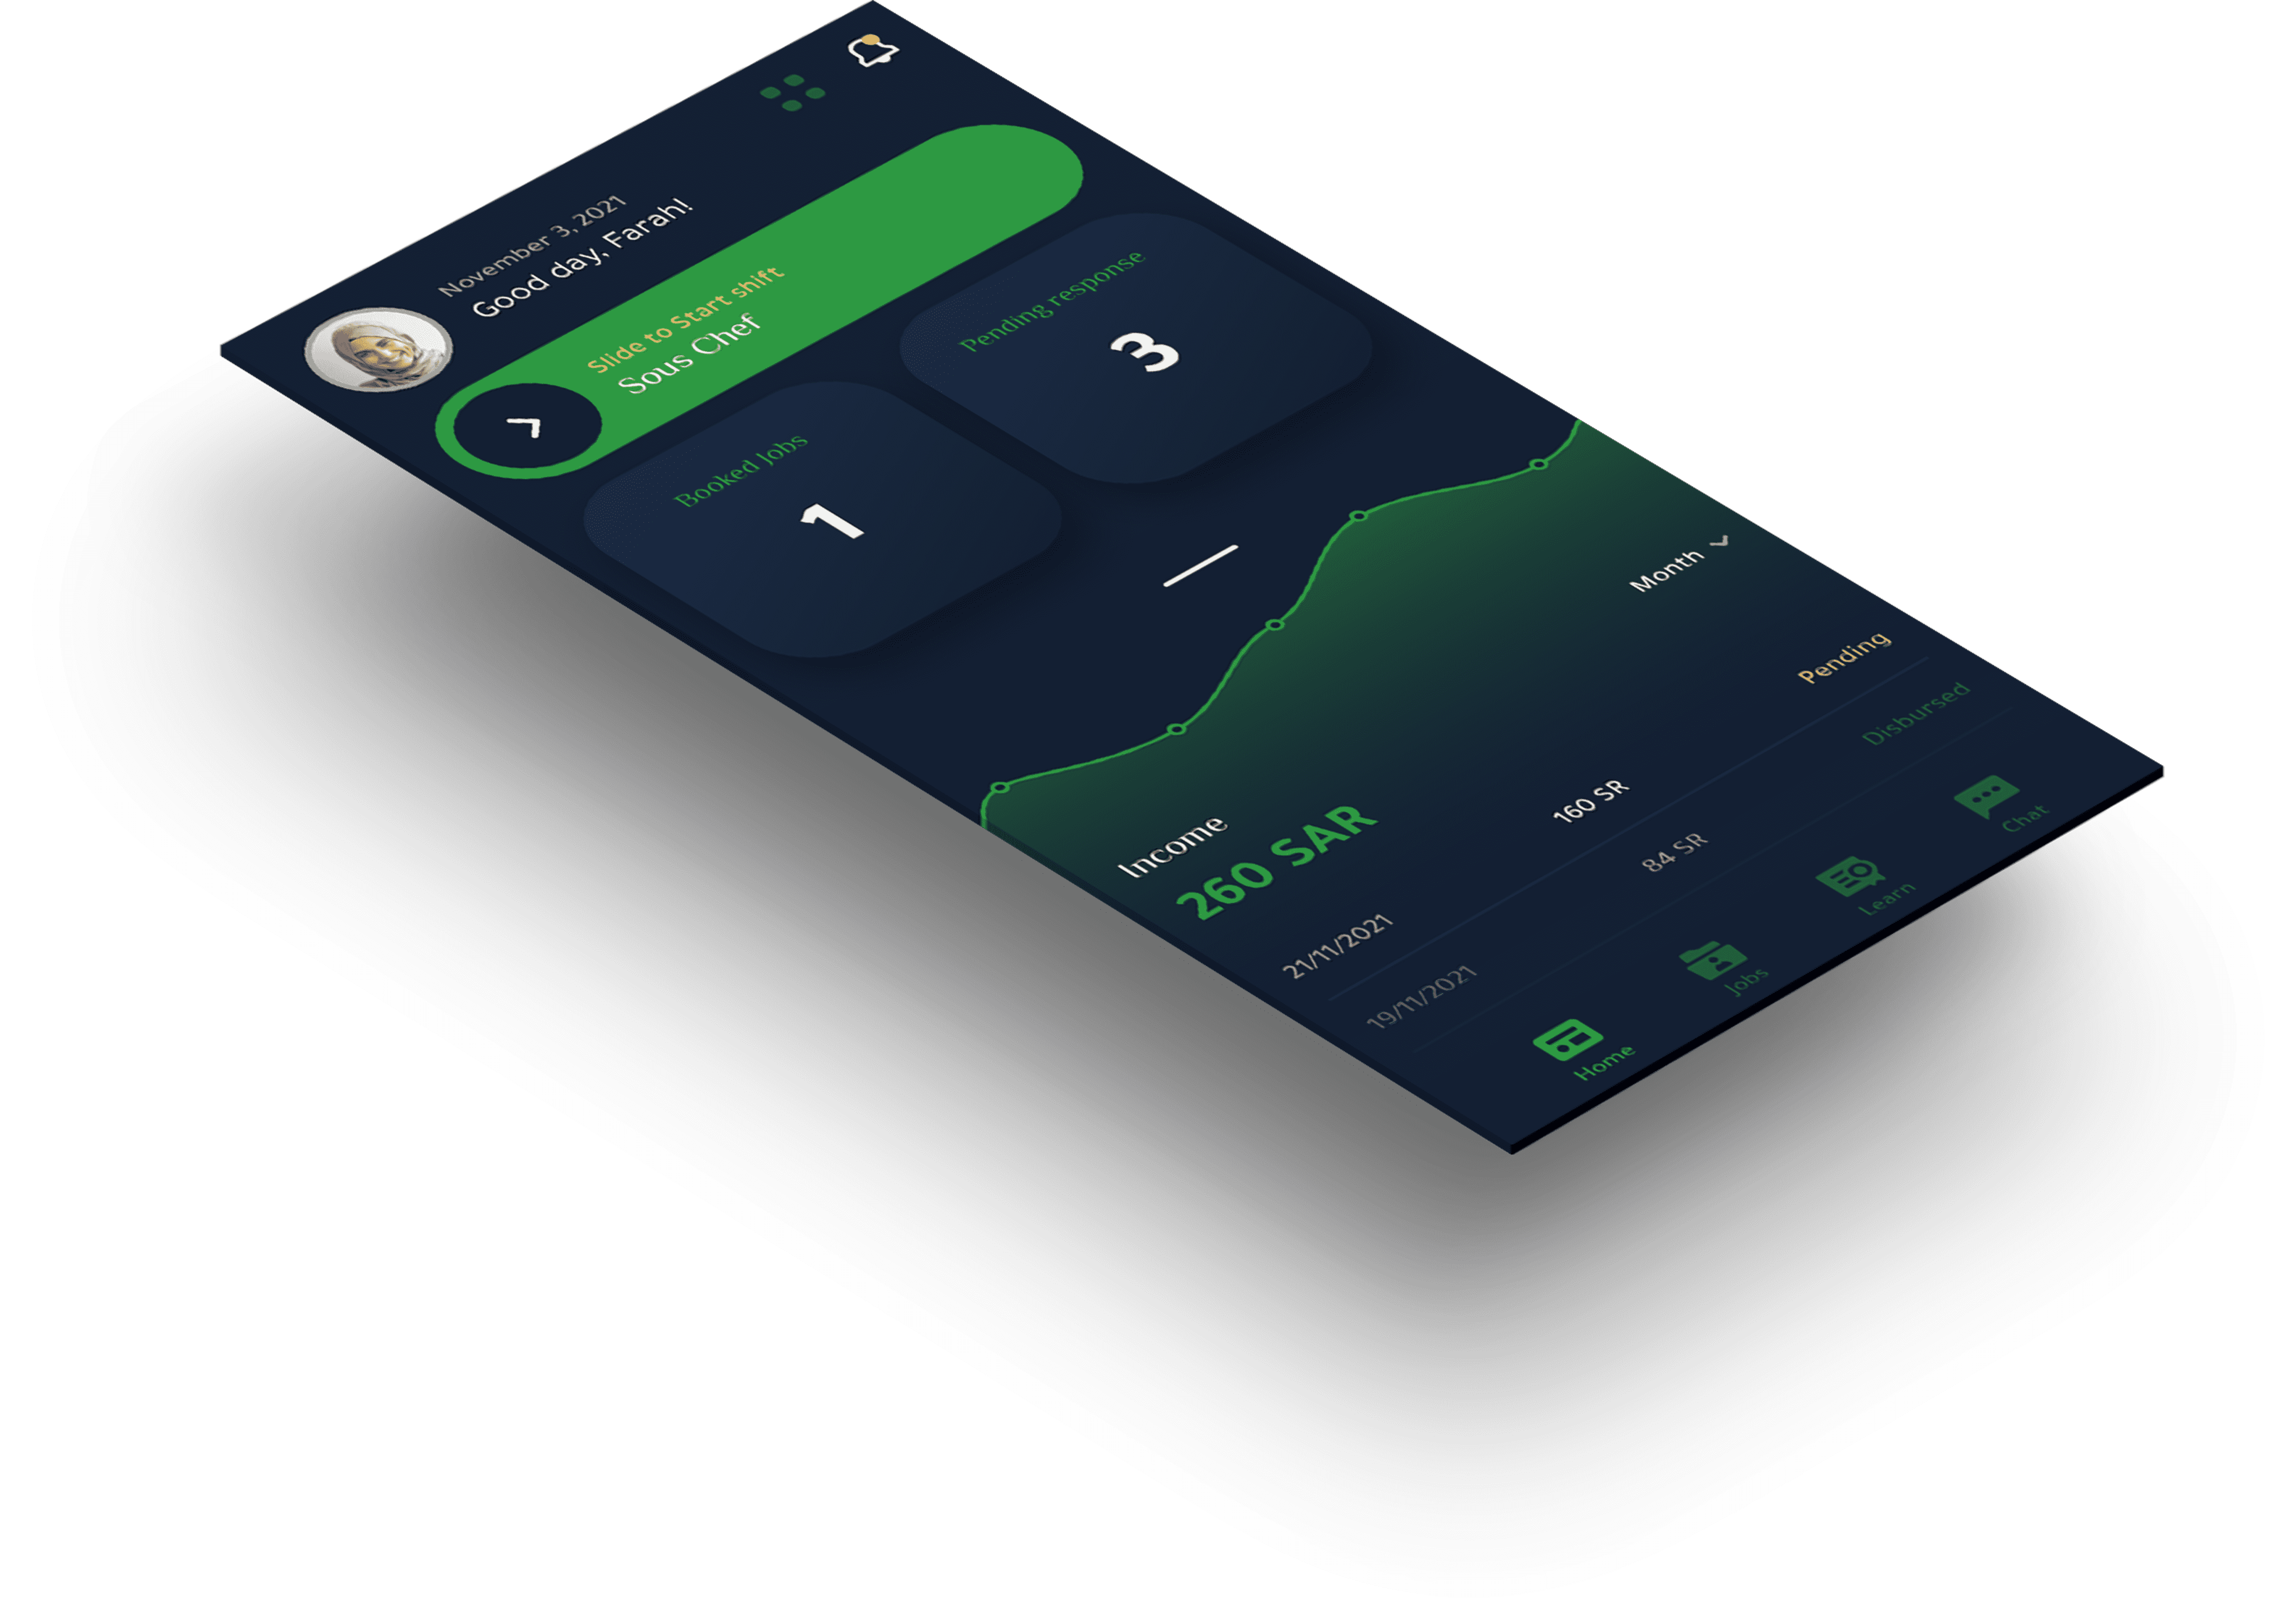 November 3, 2021
Good day, Farah!
Slide to Start shift
Sous Chef
Booked Jobs
1
Pending response
3
Income
260 SAR
Month
21/11/2021 160 SR Pending
19/11/2021 84 SR Disbursed
Home
Jobs
Learn
Chat